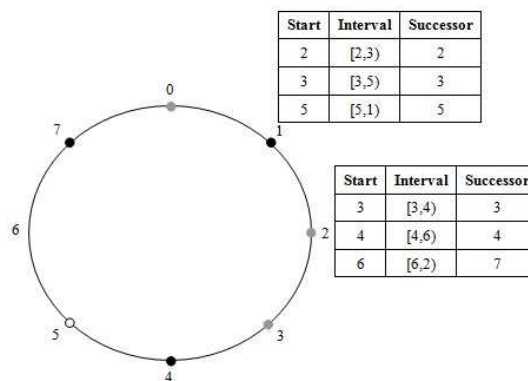 Start Interval Successor
2 [2,3) 2
3 [3,5) 3
5 [5,1) 5
0
7
1
Start Interval Successor
3 [3,4) 3
4 [4,6) 4
6 [6,2) 7
6
2
5
3
4